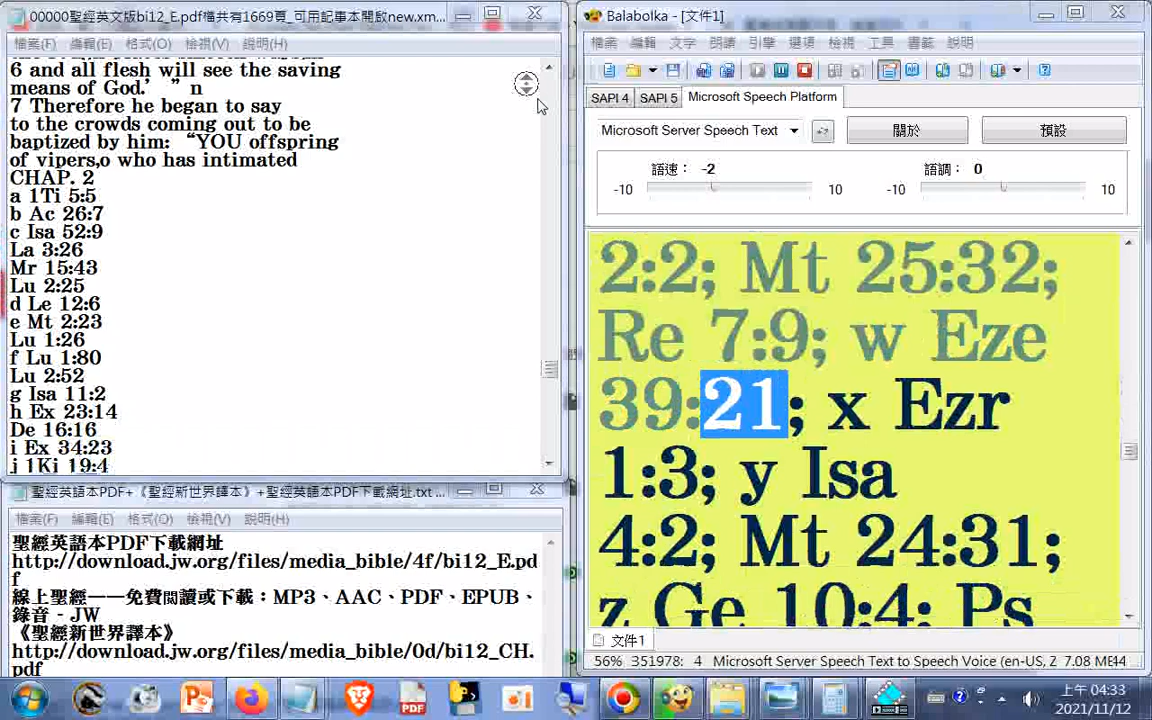 00000聖經英文版bi12_E.pdf檔共有1669頁_可用記事本開啟new.xm...
檔案(F) 編輯(E) 格式(O) 檢視(V) 說明(H)
6 and all flesh will see the saving
means of God.’ ” n
7 Therefore he began to say
to the crowds coming out to be
baptized by him: “YOU offspring
of vipers,o who has intimated
CHAP. 2
a 1Ti 5:5
b Ac 26:7
c Isa 52:9
La 3:26
Mr 15:43
Lu 2:25
d Le 12:6
e Mt 2:23
Lu 1:26
f Lu 1:80
Lu 2:52
g Isa 11:2
h Ex 23:14
De 16:16
i Ex 34:23
j 1Ki 19:4
聖經英語本PDF+《聖經新世界譯本》+聖經英語本PDF下載網址.txt ...
檔案(F) 編輯(E) 格式(O) 檢視(V) 說明(H)
聖經英語本PDF下載網址
http://download.jw.org/files/media_bible/4f/bi12_E.pd
f
線上聖經——免費閱讀或下載：MP3、AAC、PDF、EPUB、
錄音 - JW
《聖經新世界譯本》
http://download.jw.org/files/media_bible/0d/bi12_CH.
pdf
Balabolka - [文件1]
檔案 編輯 文字 朗讀 引擎 選項 檢視 工具 書籤 說明
SAPI 4 SAPI 5 Microsoft Speech Platform
Microsoft Server Speech Text 關於 預設
語速： -2 語調： 0
-10 10 -10 10
2:2; Mt 25:32;
Re 7:9; w Eze
39:21; x Ezr
1:3; y Isa
4:2; Mt 24:31;
z Ge 10:4; Ps
文件1
56% 351978: 4 Microsoft Server Speech Text to Speech Voice (en-US, Z 7.08 ME44
PDF
上午 04:33
2021/11/12